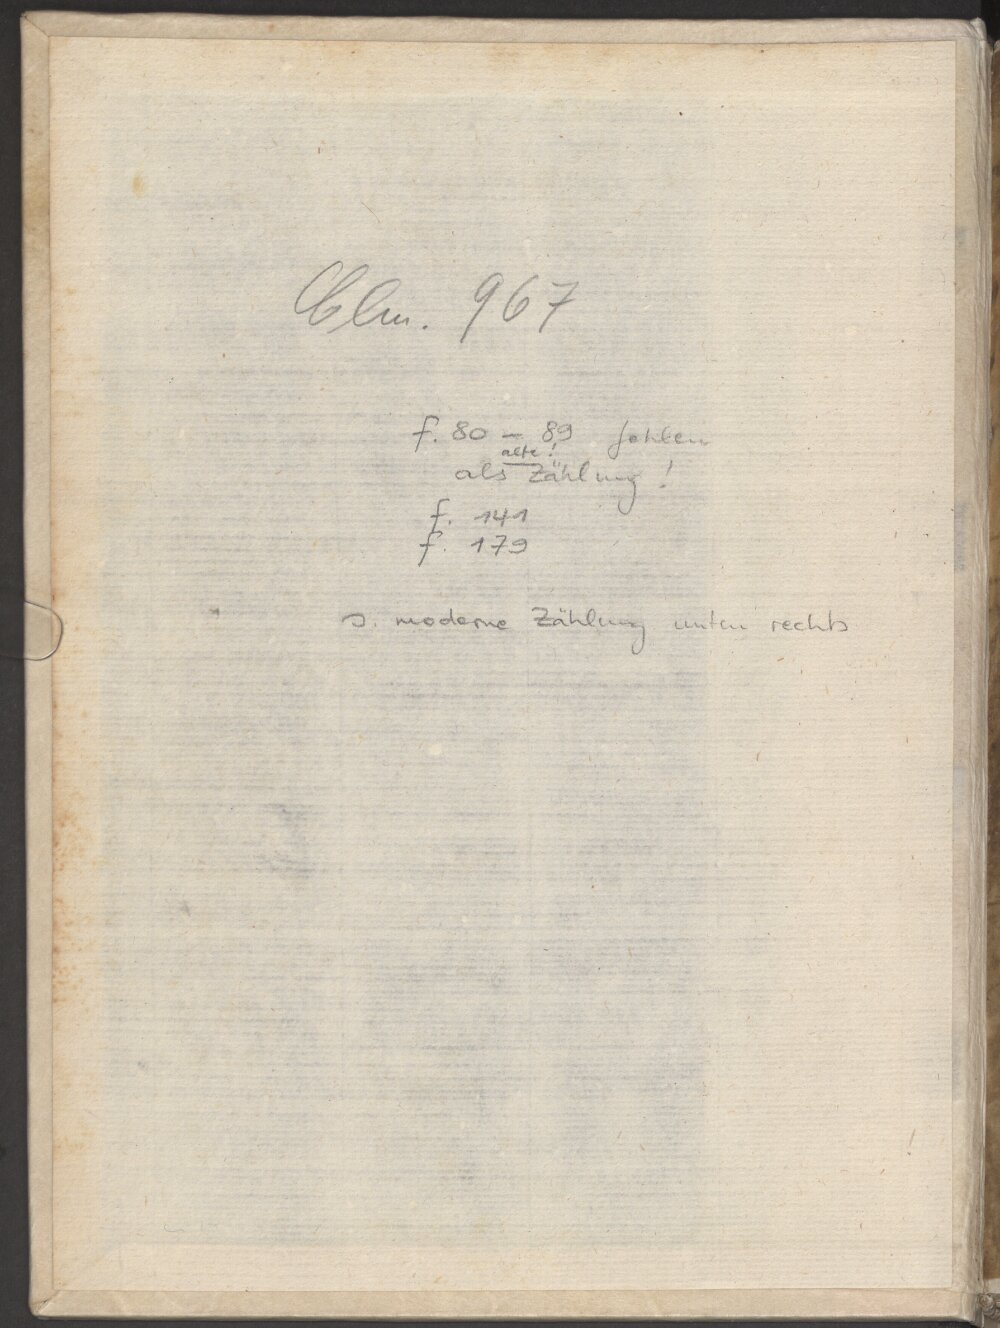 Clm. 967
f. 80 – 89 fehlen
alte!
als Zählung!
f. 141
f. 179
s. moderne Zählung unten rechts